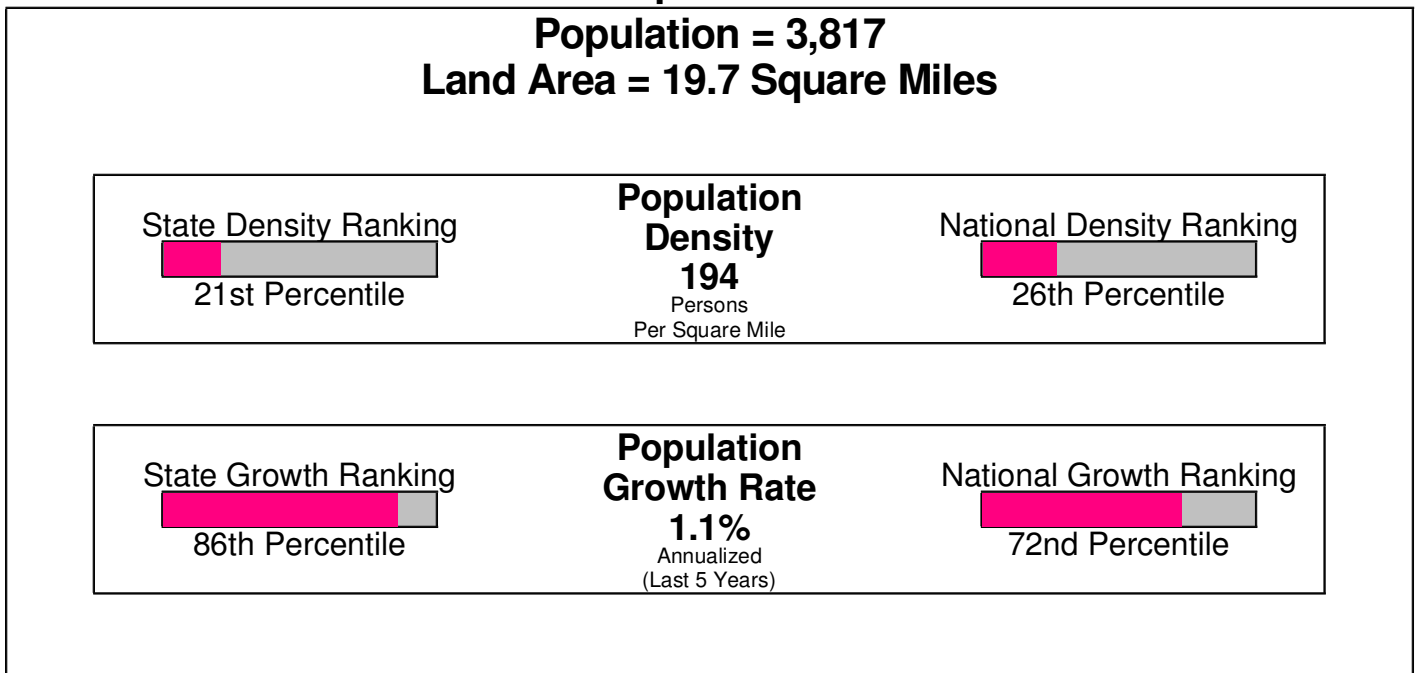 Population = 3,817
Land Area = 19.7 Square Miles
State Density Ranking
21st Percentile
Population
Density
194
Persons
Per Square Mile
National Density Ranking
26th Percentile
State Growth Ranking
86th Percentile
Population
Growth Rate
1.1%
Annualized
(Last 5 Years)
National Growth Ranking
72nd Percentile